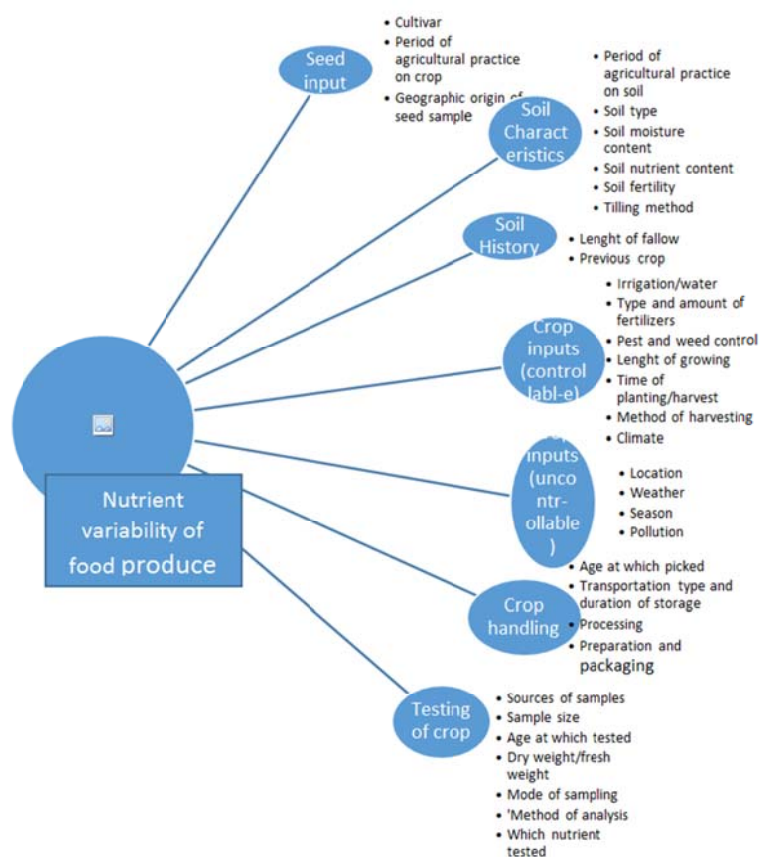 Seed
input
• Cultivar
• Period of
agricultural practice
on crop
• Geographic origin of
seed sample
Soil
Charact
eristics
• Period of
agricultural practice
on soil
• Soil type
• Soil moisture
content
• Soil nutrient content
• Soil fertility
• Tilling method
Soil
History
• Lenght of fallow
• Previous crop
Crop
inputs
(control
labl-e)
• Irrigation/water
• Type and amount of
fertilizers
• Pest and weed control
• Lenght of growing
• Time of
planting/harvest
• Method of harvesting
• Climate
inputs
(unco
ntr-
ollable
)
• Location
• Weather
• Season
• Pollution
Nutrient
variability of
food produce
Crop
handling
• Age at which picked
• Transportation type and
duration of storage
• Processing
• Preparation and
packaging
Testing
of crop
• Sources of samples
• Sample size
• Age at which tested
• Dry weight/fresh
weight
• Mode of sampling
• 'Method of analysis
• Which nutrient
tested